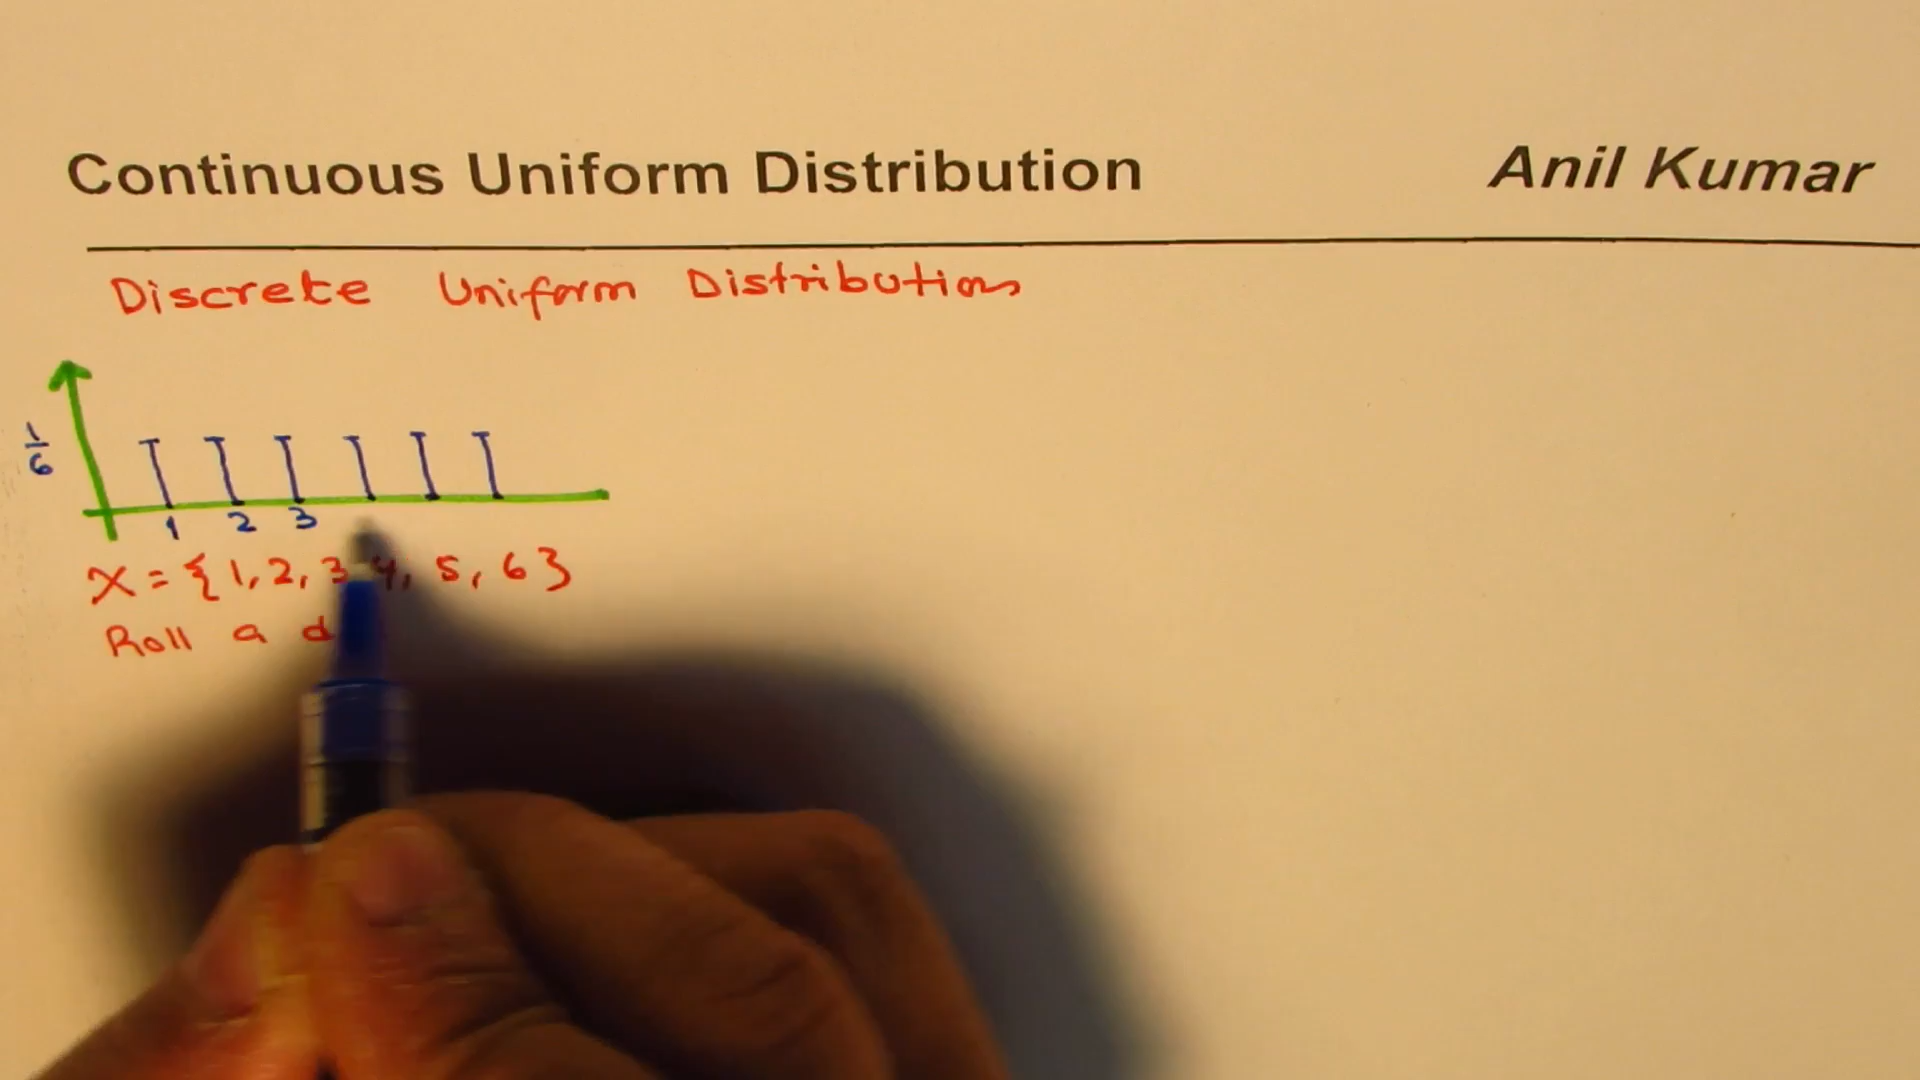 Continuous Uniform Distribution Anil Kumar
Discrete Uniform Distribution
1/6
1 2 3
X = {1, 2, 3, 4, 5, 6}
Roll a